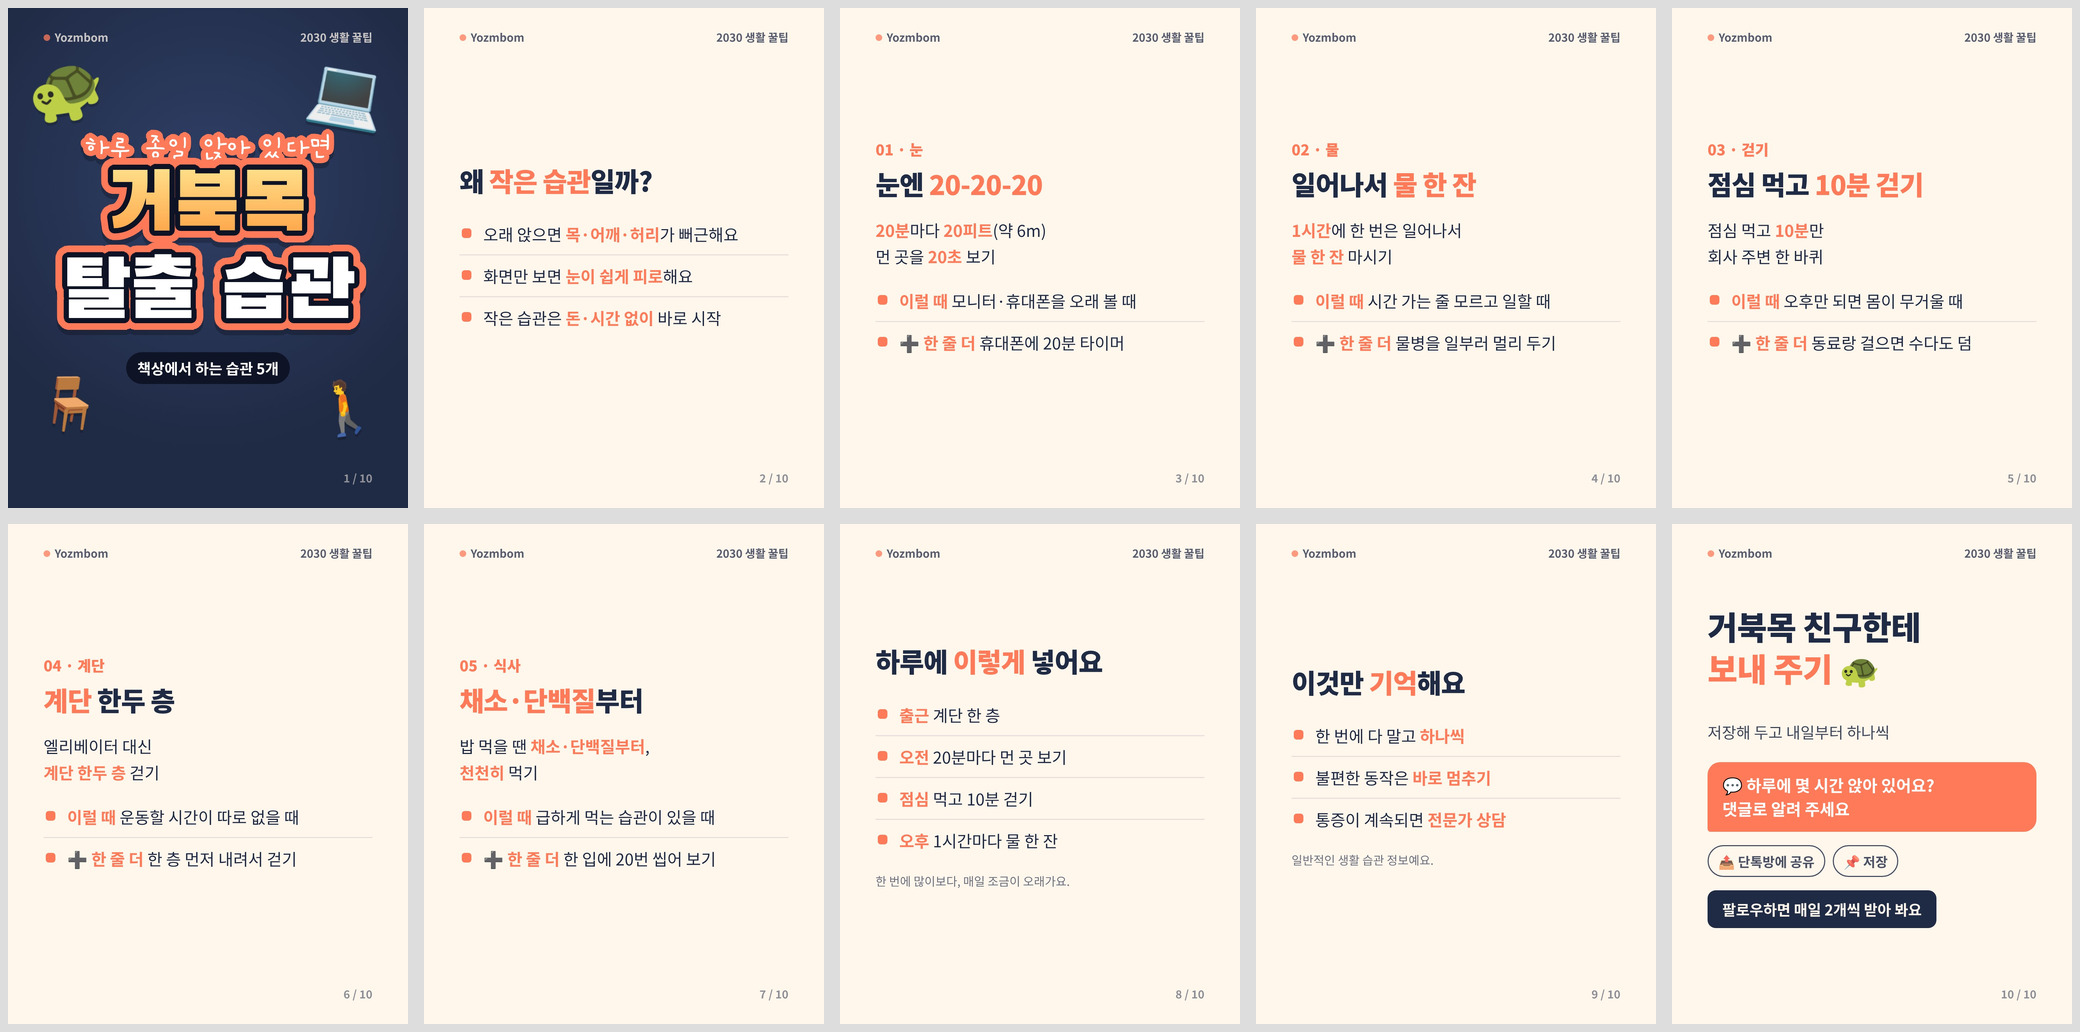 Yozmbom
2030 생활 꿀팁
하루 종일 앉아 있다면
거북목
탈출 습관
책상에서 하는 습관 5개
1 / 10
Yozmbom
2030 생활 꿀팁
왜 작은 습관일까?
오래 앉으면 목·어깨·허리가 뻐근해요
화면만 보면 눈이 쉽게 피로해요
작은 습관은 돈·시간 없이 바로 시작
2 / 10
Yozmbom
2030 생활 꿀팁
01 · 눈
눈엔 20-20-20
20분마다 20피트(약 6m)
먼 곳을 20초 보기
이럴 때 모니터·휴대폰을 오래 볼 때
➕ 한 줄 더 휴대폰에 20분 타이머
3 / 10
Yozmbom
2030 생활 꿀팁
02 · 물
일어나서 물 한 잔
1시간에 한 번은 일어나서
물 한 잔 마시기
이럴 때 시간 가는 줄 모르고 일할 때
➕ 한 줄 더 물병을 일부러 멀리 두기
4 / 10
Yozmbom
2030 생활 꿀팁
03 · 걷기
점심 먹고 10분 걷기
점심 먹고 10분만
회사 주변 한 바퀴
이럴 때 오후만 되면 몸이 무거울 때
➕ 한 줄 더 동료랑 걸으면 수다도 덤
5 / 10
Yozmbom
2030 생활 꿀팁
04 · 계단
계단 한두 층
엘리베이터 대신
계단 한두 층 걷기
이럴 때 운동할 시간이 따로 없을 때
➕ 한 줄 더 한 층 먼저 내려서 걷기
6 / 10
Yozmbom
2030 생활 꿀팁
05 · 식사
채소·단백질부터
밥 먹을 땐 채소·단백질부터,
천천히 먹기
이럴 때 급하게 먹는 습관이 있을 때
➕ 한 줄 더 한 입에 20번 씹어 보기
7 / 10
Yozmbom
2030 생활 꿀팁
하루에 이렇게 넣어요
출근 계단 한 층
오전 20분마다 먼 곳 보기
점심 먹고 10분 걷기
오후 1시간마다 물 한 잔
한 번에 많이보다, 매일 조금이 오래가요.
8 / 10
Yozmbom
2030 생활 꿀팁
이것만 기억해요
한 번에 다 말고 하나씩
불편한 동작은 바로 멈추기
통증이 계속되면 전문가 상담
일반적인 생활 습관 정보예요.
9 / 10
Yozmbom
2030 생활 꿀팁
거북목 친구한테
보내 주기 🐢
저장해 두고 내일부터 하나씩
💬 하루에 몇 시간 앉아 있어요?
댓글로 알려 주세요
📤 단톡방에 공유
📌 저장
팔로우하면 매일 2개씩 받아 봐요
10 / 10